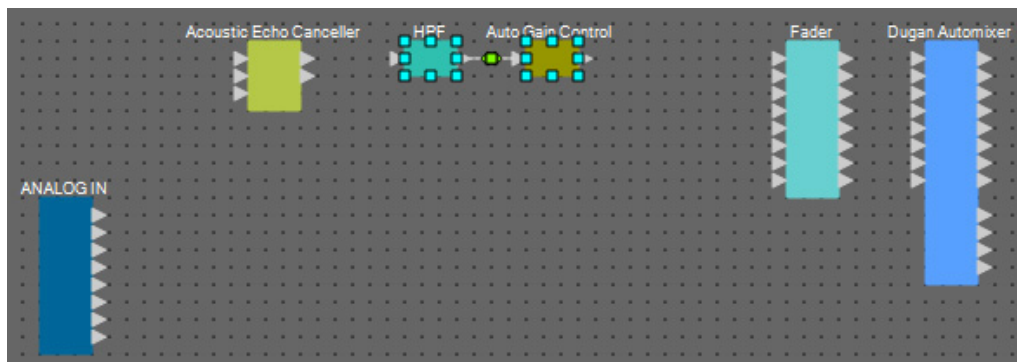 Acoustic Echo Canceller
HPF
Auto Gain Control
Fader
Dugan Automixer
ANALOG IN